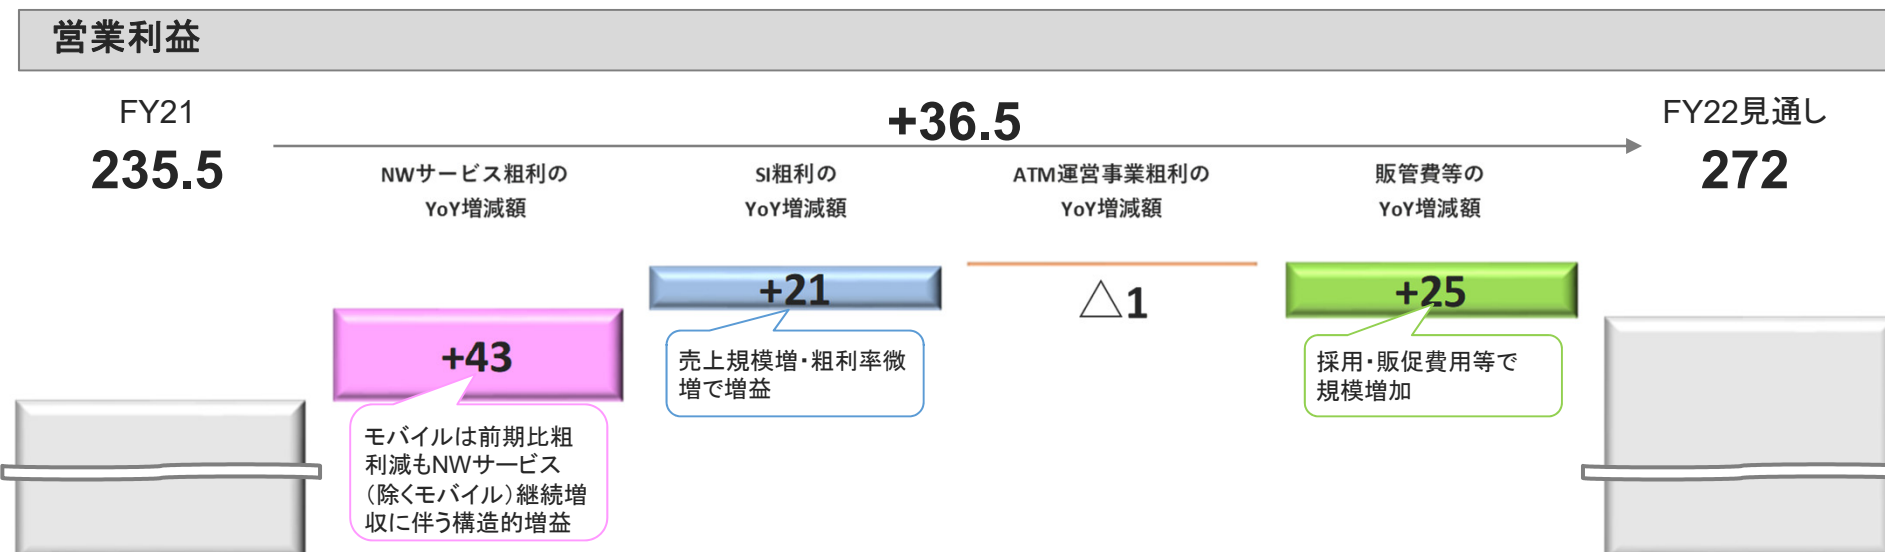 営業利益
FY21
235.5
+36.5
FY22見通し
272
NWサービス粗利の
YoY増減額
SI粗利の
YoY増減額
ATM運営事業粗利の
YoY増減額
販管費等の
YoY増減額
+43
モバイルは前期比粗
利減もNWサービス
（除くモバイル）継続増
収に伴う構造的増益
+21
売上規模増・粗利率微
増で増益
△1
+25
採用・販促費用等で
規模増加